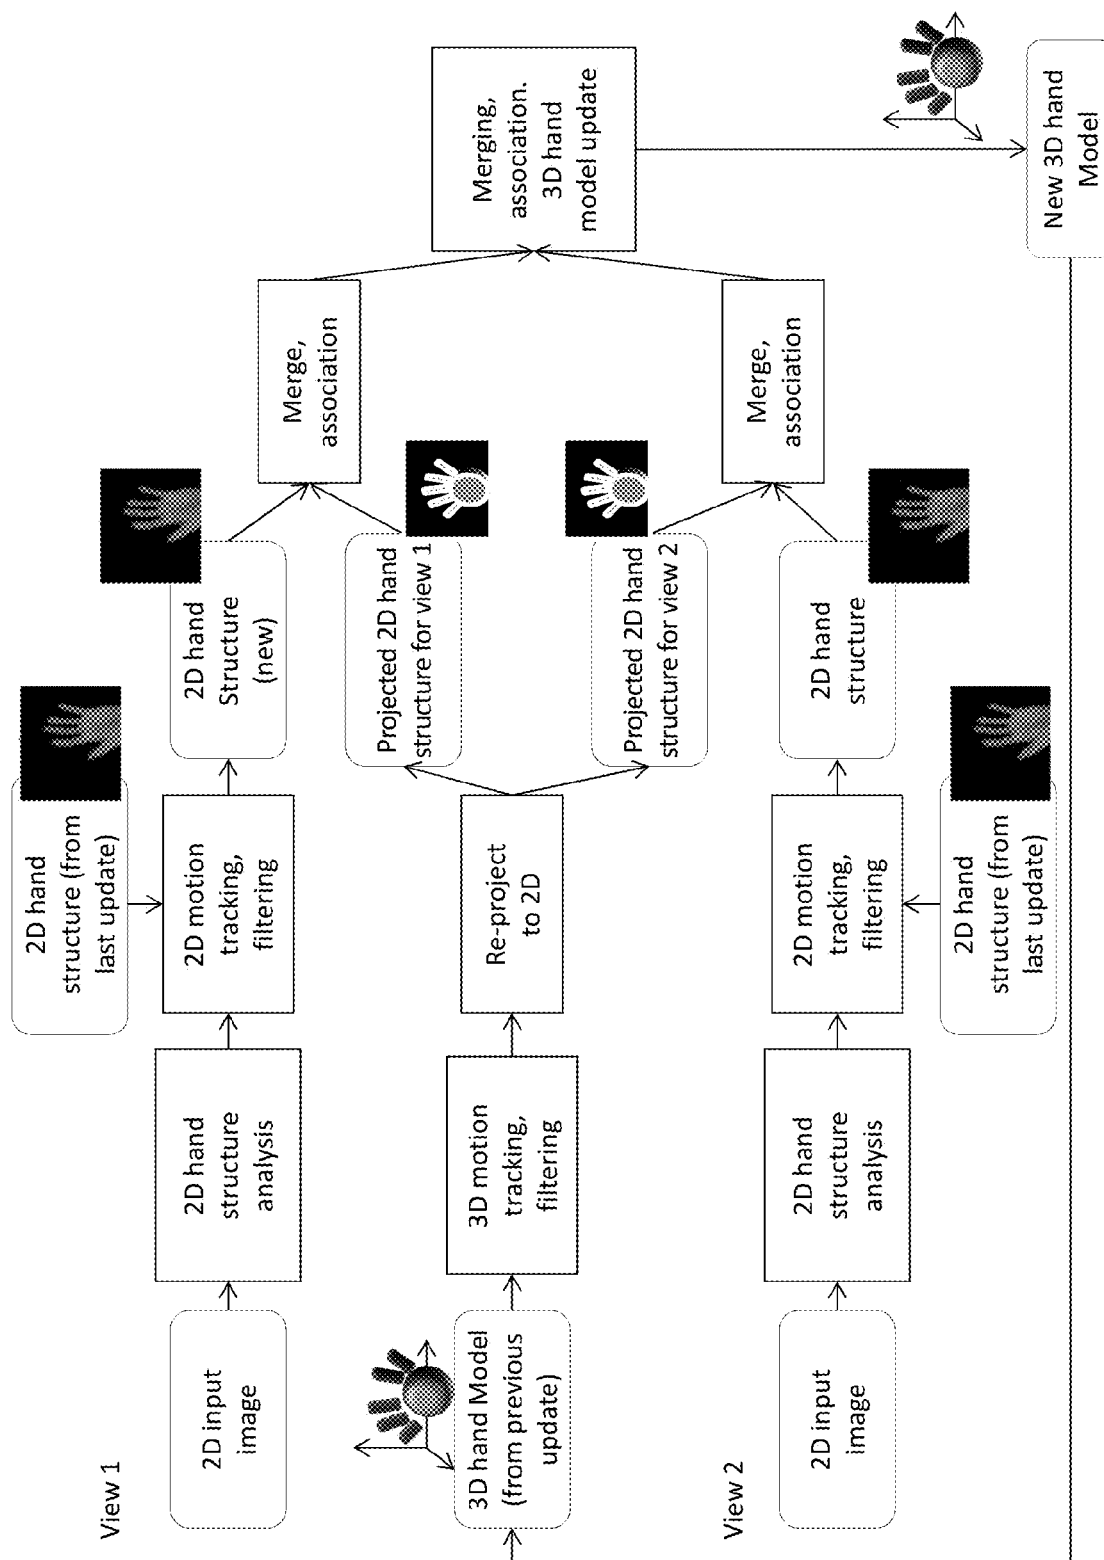 View 1
2D input
image
2D hand
structure
analysis
2D hand
structure (from
last update)
2D motion
tracking,
filtering
2D hand
Structure
(new)
Merge,
association
3D hand Model
(from previous
update)
3D motion
tracking,
filtering
Re-project
to 2D
Projected 2D hand
structure for view 1
Projected 2D hand
structure for view 2
Merging,
association.
3D hand
model update
View 2
2D input
image
2D hand
structure
analysis
2D motion
tracking,
filtering
2D hand
structure (from
last update)
2D hand
structure
Merge,
association
New 3D hand
Model